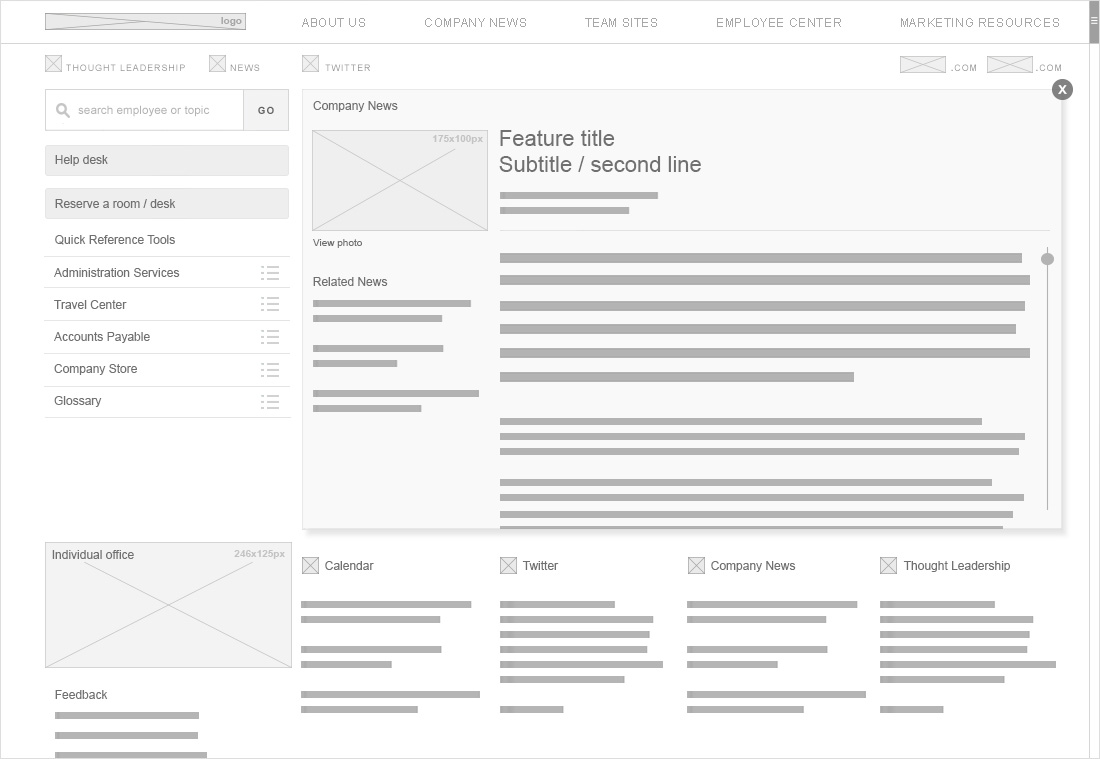 logo
ABOUT US
COMPANY NEWS
TEAM SITES
EMPLOYEE CENTER
MARKETING RESOURCES
THOUGHT LEADERSHIP
NEWS
TWITTER
.COM
.COM
search employee or topic
GO
Help desk
Reserve a room / desk
Quick Reference Tools
Administration Services
Travel Center
Accounts Payable
Company Store
Glossary
X
Company News
175x100px
Feature title
Subtitle / second line
View photo
Related News
Individual office
246x125px
Feedback
Calendar
Twitter
Company News
Thought Leadership